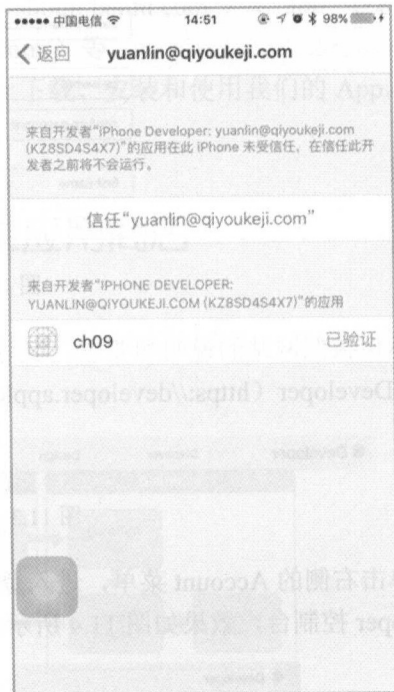 中国电信 14:51 98%
返回 yuanlin@qiyoukeji.com
来自开发者“iPhone Developer: yuanlin@qiyoukeji.com
(KZ8SD4S4X7)”的应用在此 iPhone 未受信任，在信任此开
发者之前将不会运行。
信任“yuanlin@qiyoukeji.com”
来自开发者“IPHONE DEVELOPER:
YUANLIN@QIYOUKEJI.COM (KZ8SD4S4X7)”的应用
ch09 已验证